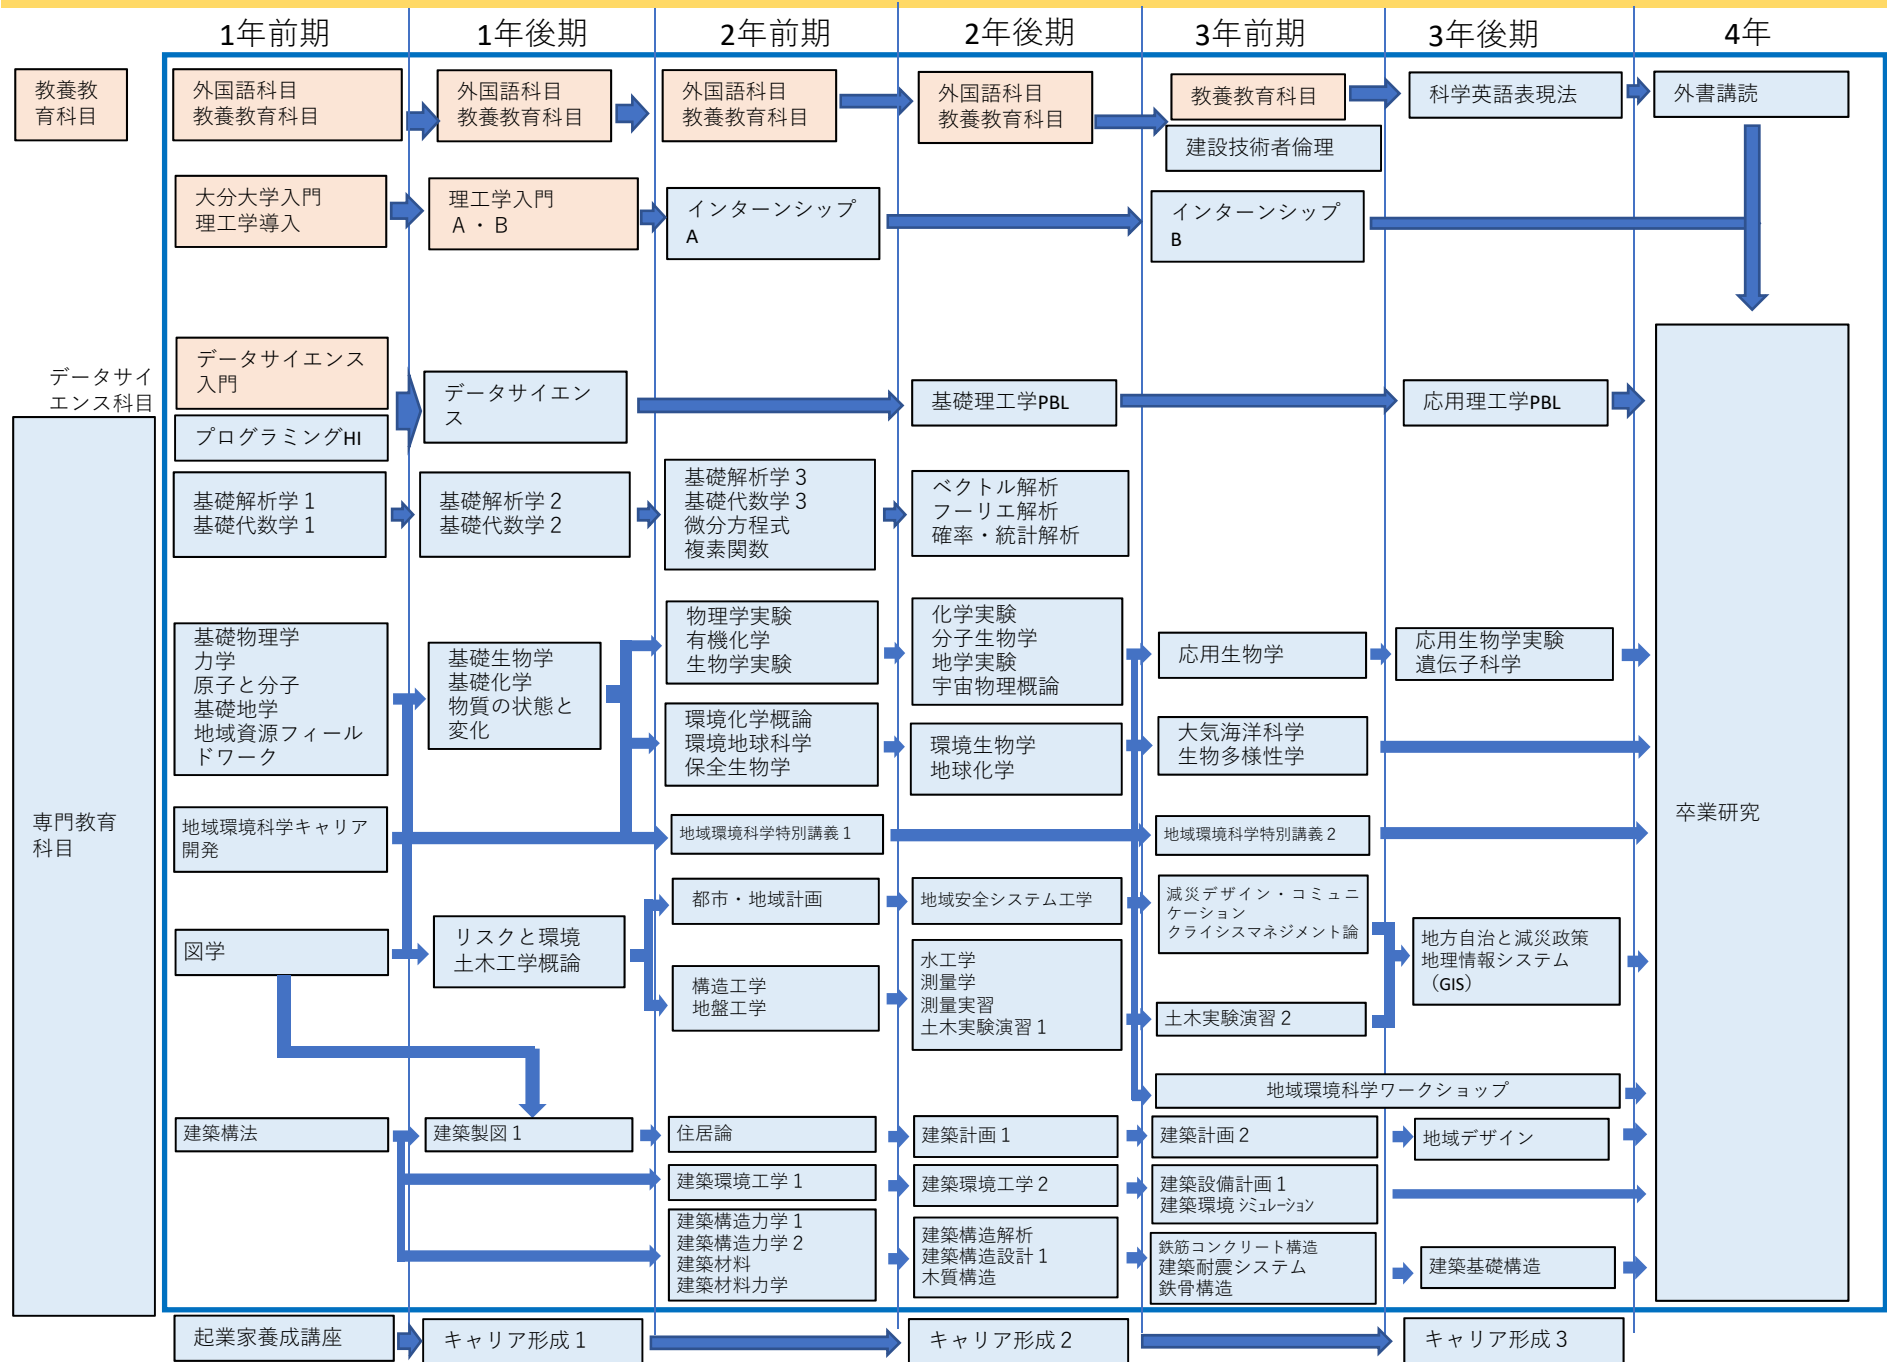 1年前期
1年後期
2年前期
2年後期
3年前期
3年後期
4年
教養教
育科目
外国語科目
教養教育科目
外国語科目
教養教育科目
外国語科目
教養教育科目
外国語科目
教養教育科目
教養教育科目
建設技術者倫理
科学英語表現法
外書講読
大分大学入門
理工学導入
理工学入門
A・B
インターンシップ
A
インターンシップ
B
データサイ
エンス科目
データサイエンス
入門
プログラミングHI
データサイエン
ス
基礎理工学PBL
応用理工学PBL
専門教育
科目
基礎解析学1
基礎代数学1
基礎解析学2
基礎代数学2
基礎解析学3
基礎代数学3
微分方程式
複素関数
ベクトル解析
フーリエ解析
確率・統計解析
基礎物理学
力学
原子と分子
基礎地学
地域資源フィール
ドワーク
基礎生物学
基礎化学
物質の状態と
変化
物理学実験
有機化学
生物学実験
化学実験
分子生物学
地学実験
宇宙物理概論
応用生物学
応用生物学実験
遺伝子科学
環境化学概論
環境地球科学
保全生物学
環境生物学
地球化学
大気海洋科学
生物多様性学
地域環境科学キャリア
開発
地域環境科学特別講義1
地域環境科学特別講義2
卒業研究
図学
リスクと環境
土木工学概論
都市・地域計画
構造工学
地盤工学
地域安全システム工学
水工学
測量学
測量実習
土木実験演習1
減災デザイン・コミュニ
ケーション
クライシスマネジメント論
土木実験演習2
地方自治と減災政策
地理情報システム
（GIS）
地域環境科学ワークショップ
建築構法
建築製図1
住居論
建築計画1
建築計画2
地域デザイン
建築環境工学1
建築環境工学2
建築設備計画1
建築環境シミュレーション
建築構造力学1
建築構造力学2
建築材料
建築材料力学
建築構造解析
建築構造設計1
木質構造
鉄筋コンクリート構造
建築耐震システム
鉄骨構造
建築基礎構造
起業家養成講座
キャリア形成1
キャリア形成2
キャリア形成3